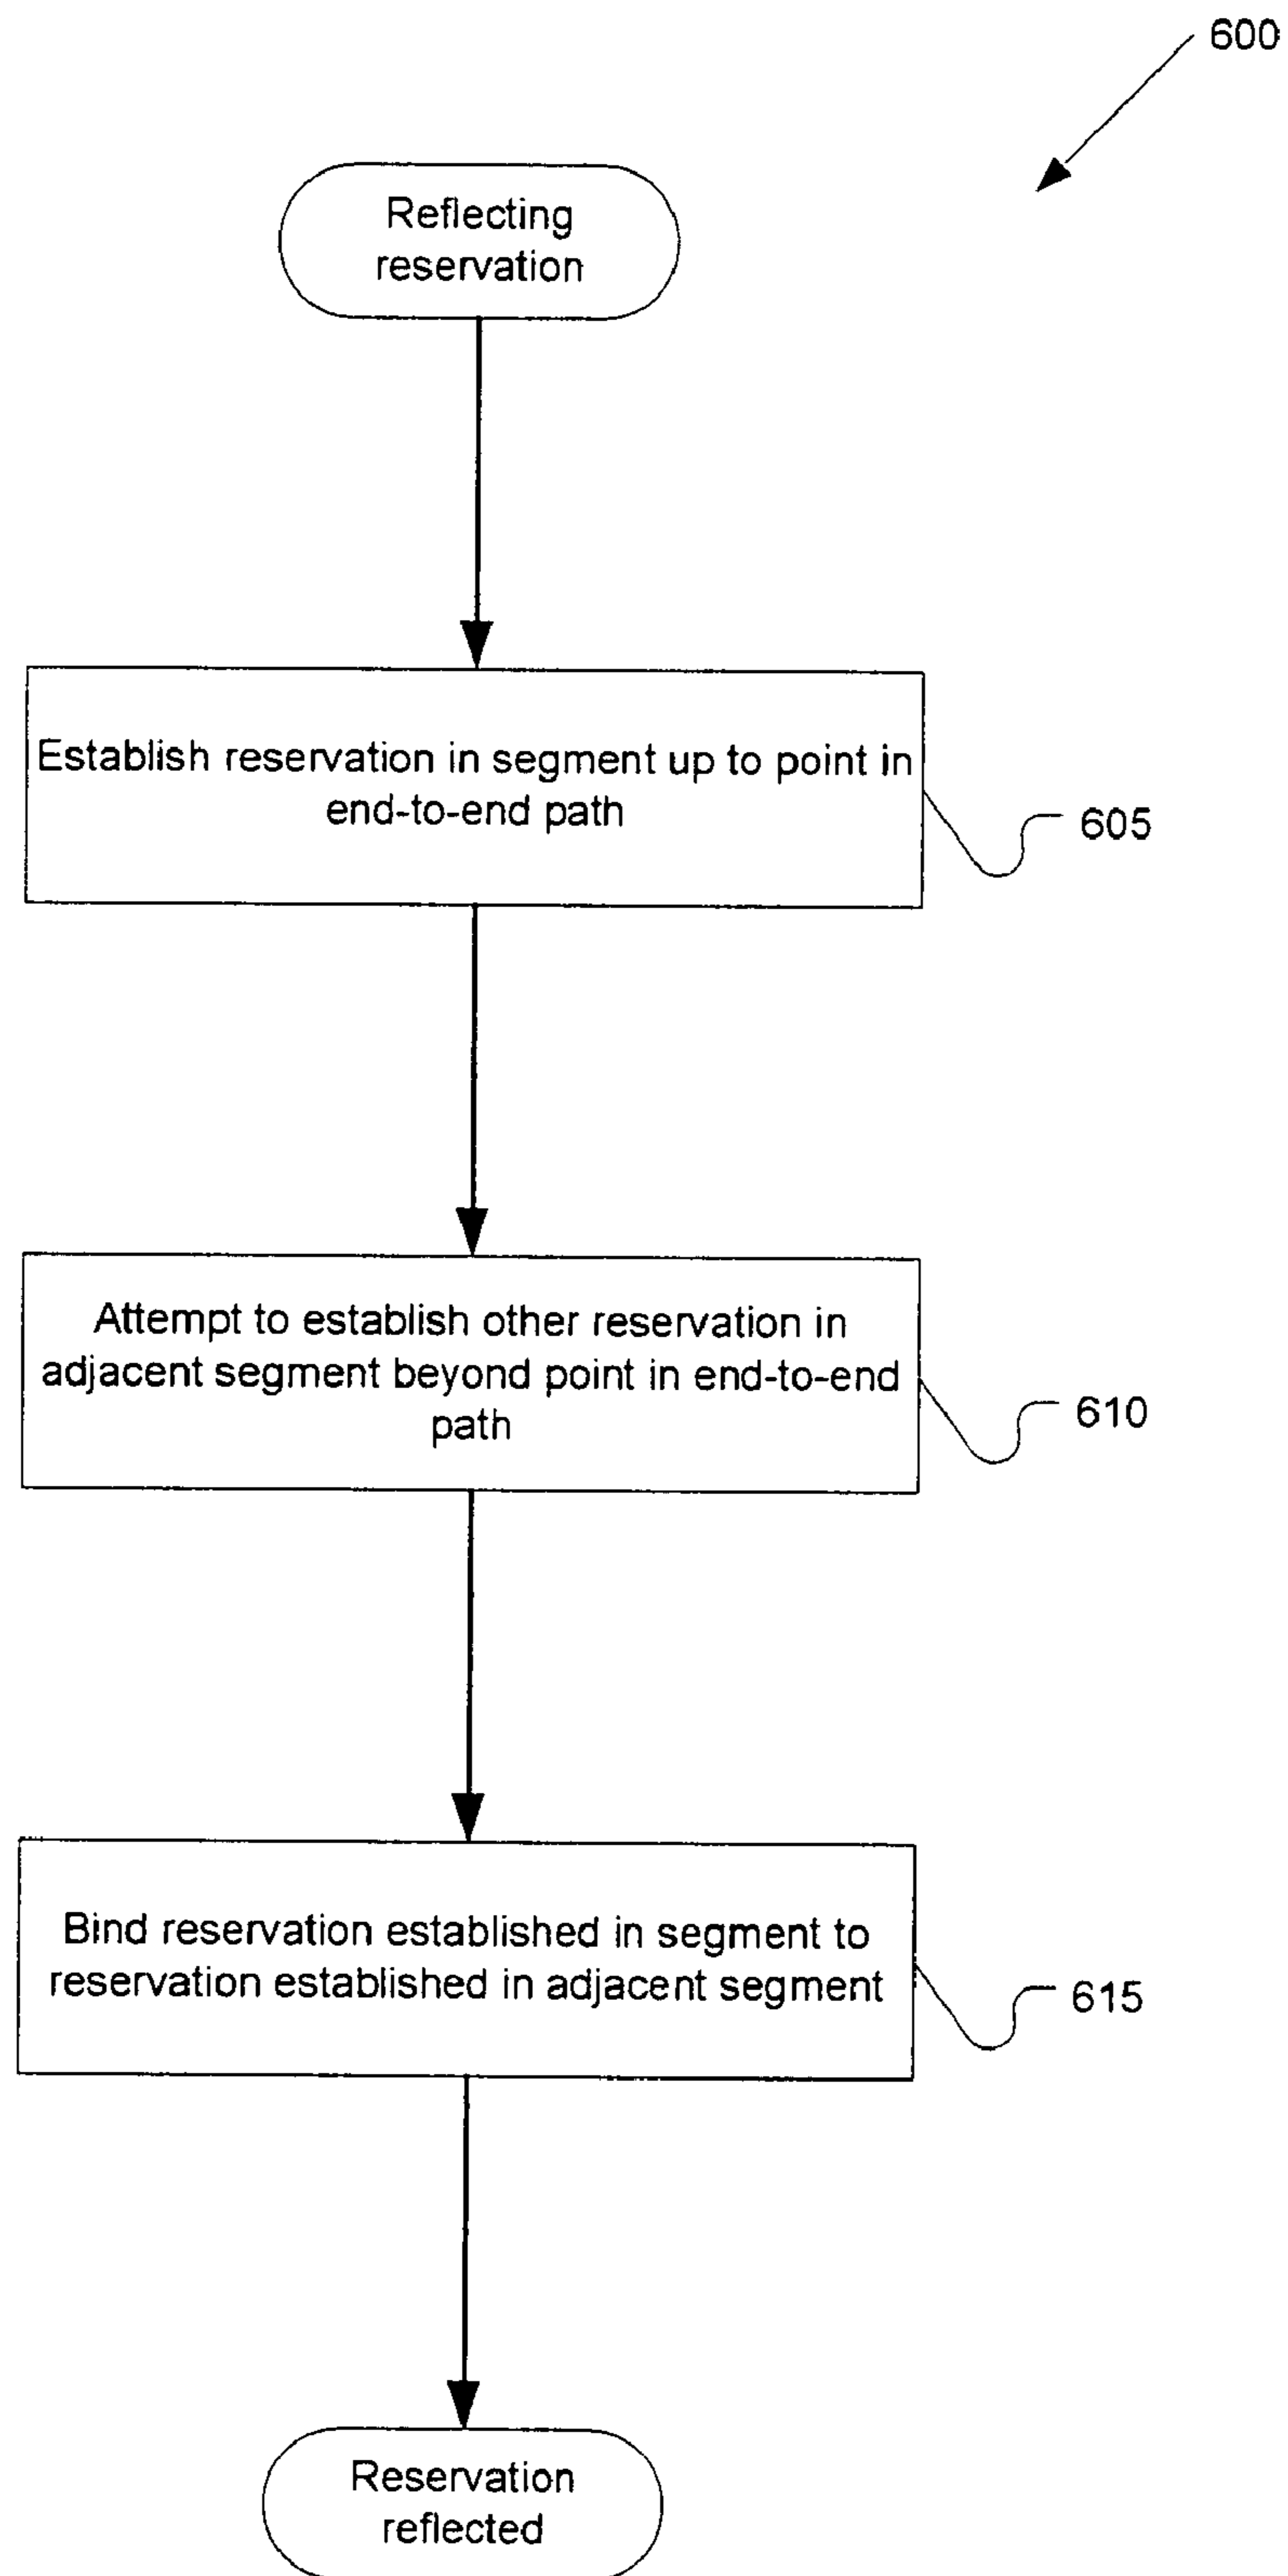 600
Reflecting
reservation
Establish reservation in segment up to point in
end-to-end path
605
Attempt to establish other reservation in
adjacent segment beyond point in end-to-end
path
610
Bind reservation established in segment to
reservation established in adjacent segment
615
Reservation
reflected